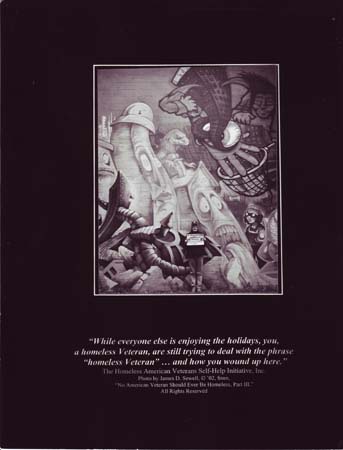 “While everyone else is enjoying the holidays, you,
a homeless Veteran, are still trying to deal with the phrase
“homeless Veteran” ... and how you wound up here.”
The Homeless American Veterans Self-Help Initiative, Inc.
Photo by James D. Sewell, © '02, from,
“No American Veteran Should Ever Be Homeless, Part III.”
All Rights Reserved